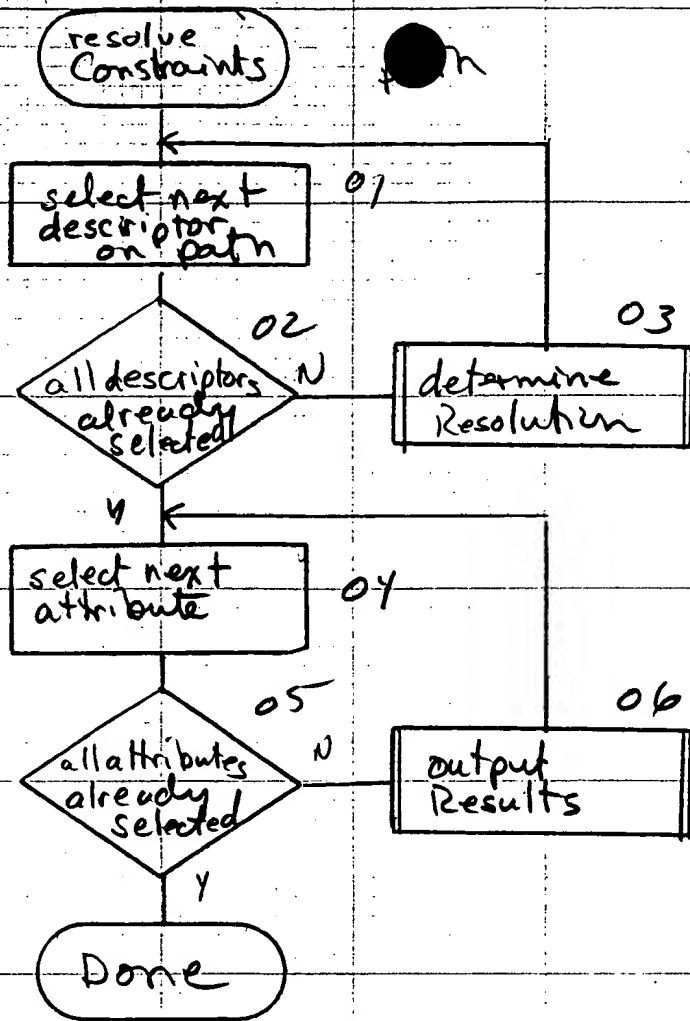 resolve
Constraints
select next
descriptor
on path
01
02
all descriptors
already
selected
N
03
determine
Resolution
Y
select next
attribute
04
05
all attributes
already
selected
N
06
output
Results
Y
Done